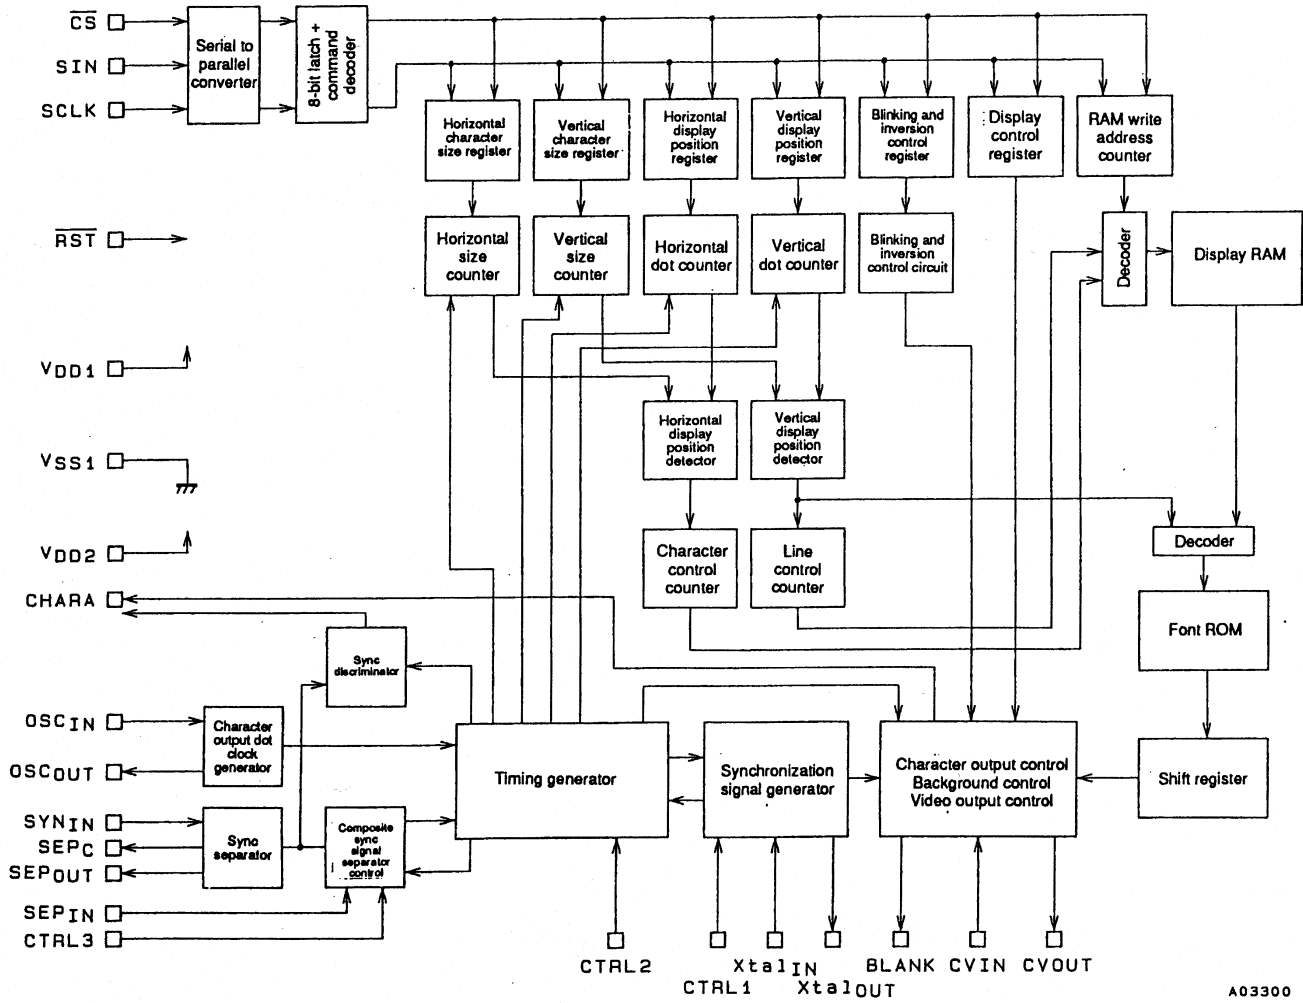 CS
SIN
SCLK
Serial to
parallel
converter
8-bit latch +
command
decoder
Horizontal
character
size register
Vertical
character
size register
Horizontal
display
position
register
Vertical
display
position
register
Blinking and
inversion
control
register
Display
control
register
RAM write
address
counter
RST
Horizontal
size
counter
Vertical
size
counter
Horizontal
dot counter
Vertical
dot counter
Blinking and
inversion
control circuit
Decoder
Display RAM
VDD1
VSS1
VDD2
Horizontal
display
position
detector
Vertical
display
position
detector
Character
control
counter
Line
control
counter
Decoder
Font ROM
CHARA
Sync
discriminator
OSCIN
OSCOUT
Character
output dot
clock
generator
Timing generator
Synchronization
signal generator
Character output control
Background control
Video output control
Shift register
SYNIN
SEPC
SEPOUT
SEPIN
CTRL3
Sync
separator
Composite
sync
signal
separator
control
CTRL2
CTRL1
XtalIN
XtalOUT
BLANK
CVIN
CVOUT
A03300